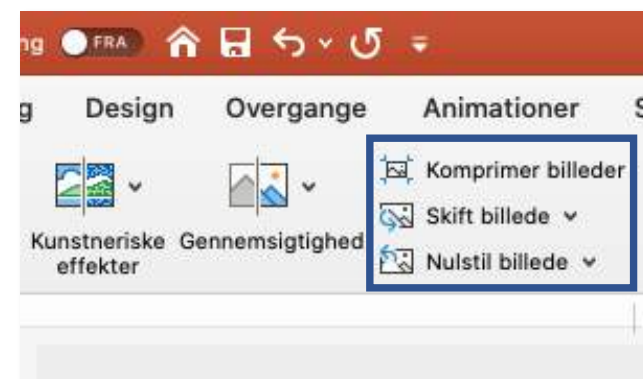 FRA
Design Overgange Animationer
Komprimer billeder
Skift billede
Nulstil billede
Kunstneriske
effekter
Gennemsigtighed